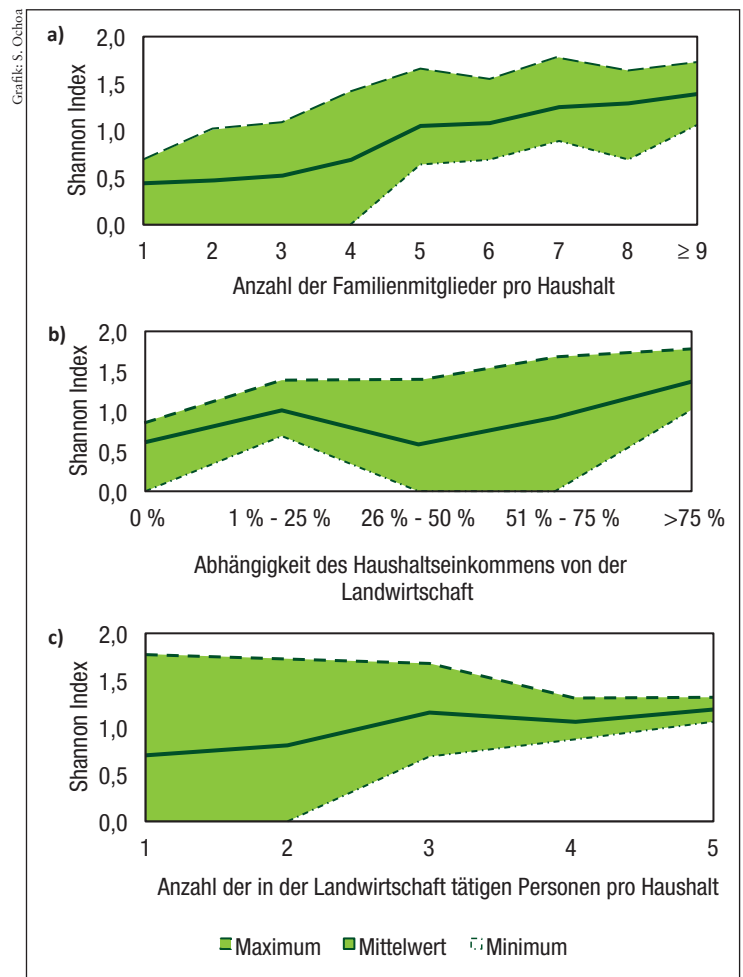 Grafik: S. Ochoa
a)
2,0
1,5
1,0
0,5
0,0
Shannon Index
1 2 3 4 5 6 7 8 ≥ 9
Anzahl der Familienmitglieder pro Haushalt
b)
2,0
1,5
1,0
0,5
0,0
Shannon Index
0 % 1 % - 25 % 26 % - 50 % 51 % - 75 % >75 %
Abhängigkeit des Haushaltseinkommens von der
Landwirtschaft
c)
2,0
1,5
1,0
0,5
0,0
Shannon Index
1 2 3 4 5
Anzahl der in der Landwirtschaft tätigen Personen pro Haushalt
Maximum Mittelwert Minimum